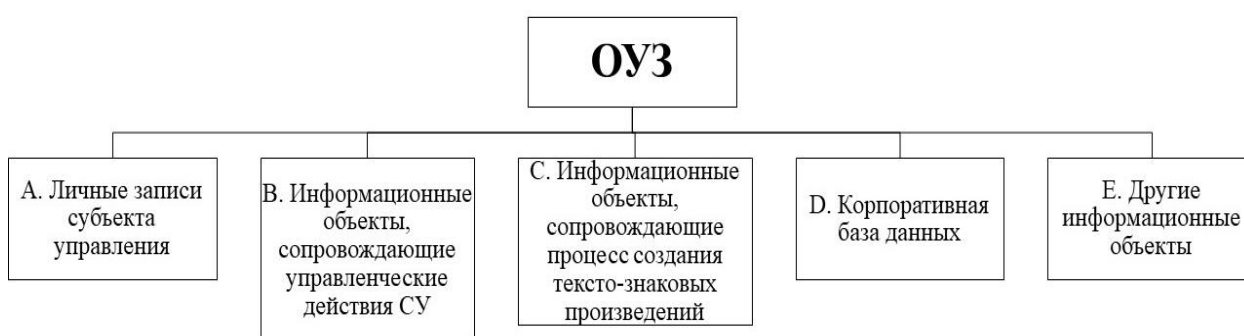 ОУЗ
A. Личные записи
субъекта
управления
B. Информационные
объекты,
сопровождающие
управленческие
действия СУ
C. Информационные
объекты,
сопровождающие
процесс создания
тексто-знаковых
произведений
D. Корпоративная
база данных
E. Другие
информационные
объекты